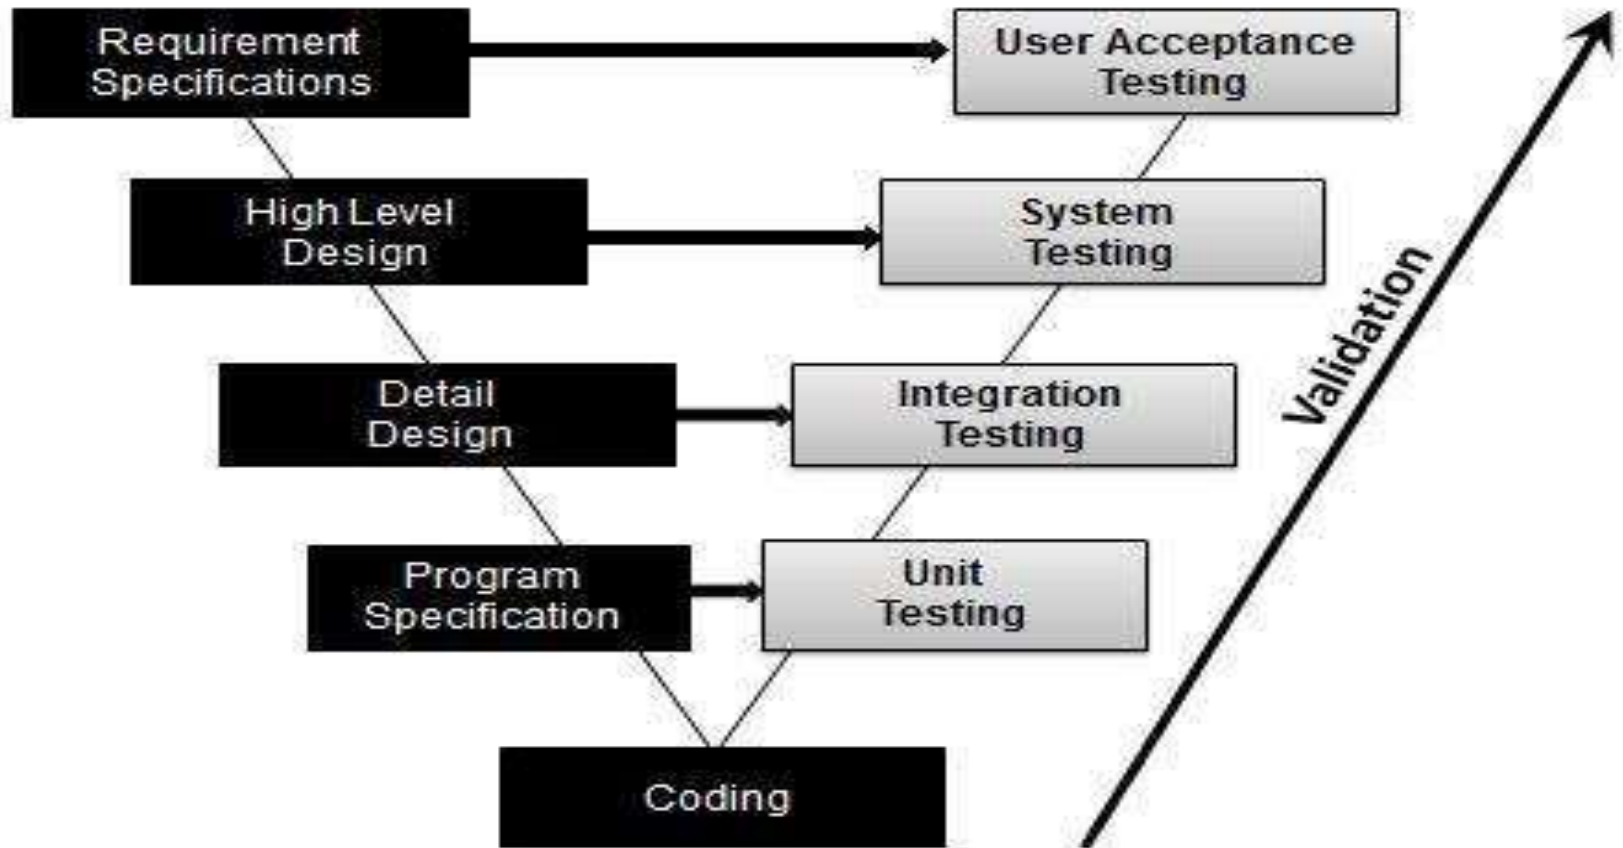 Requirement
Specifications
User Acceptance
Testing
High Level
Design
System
Testing
Validation
Detail
Design
Integration
Testing
Program
Specification
Unit
Testing
Coding